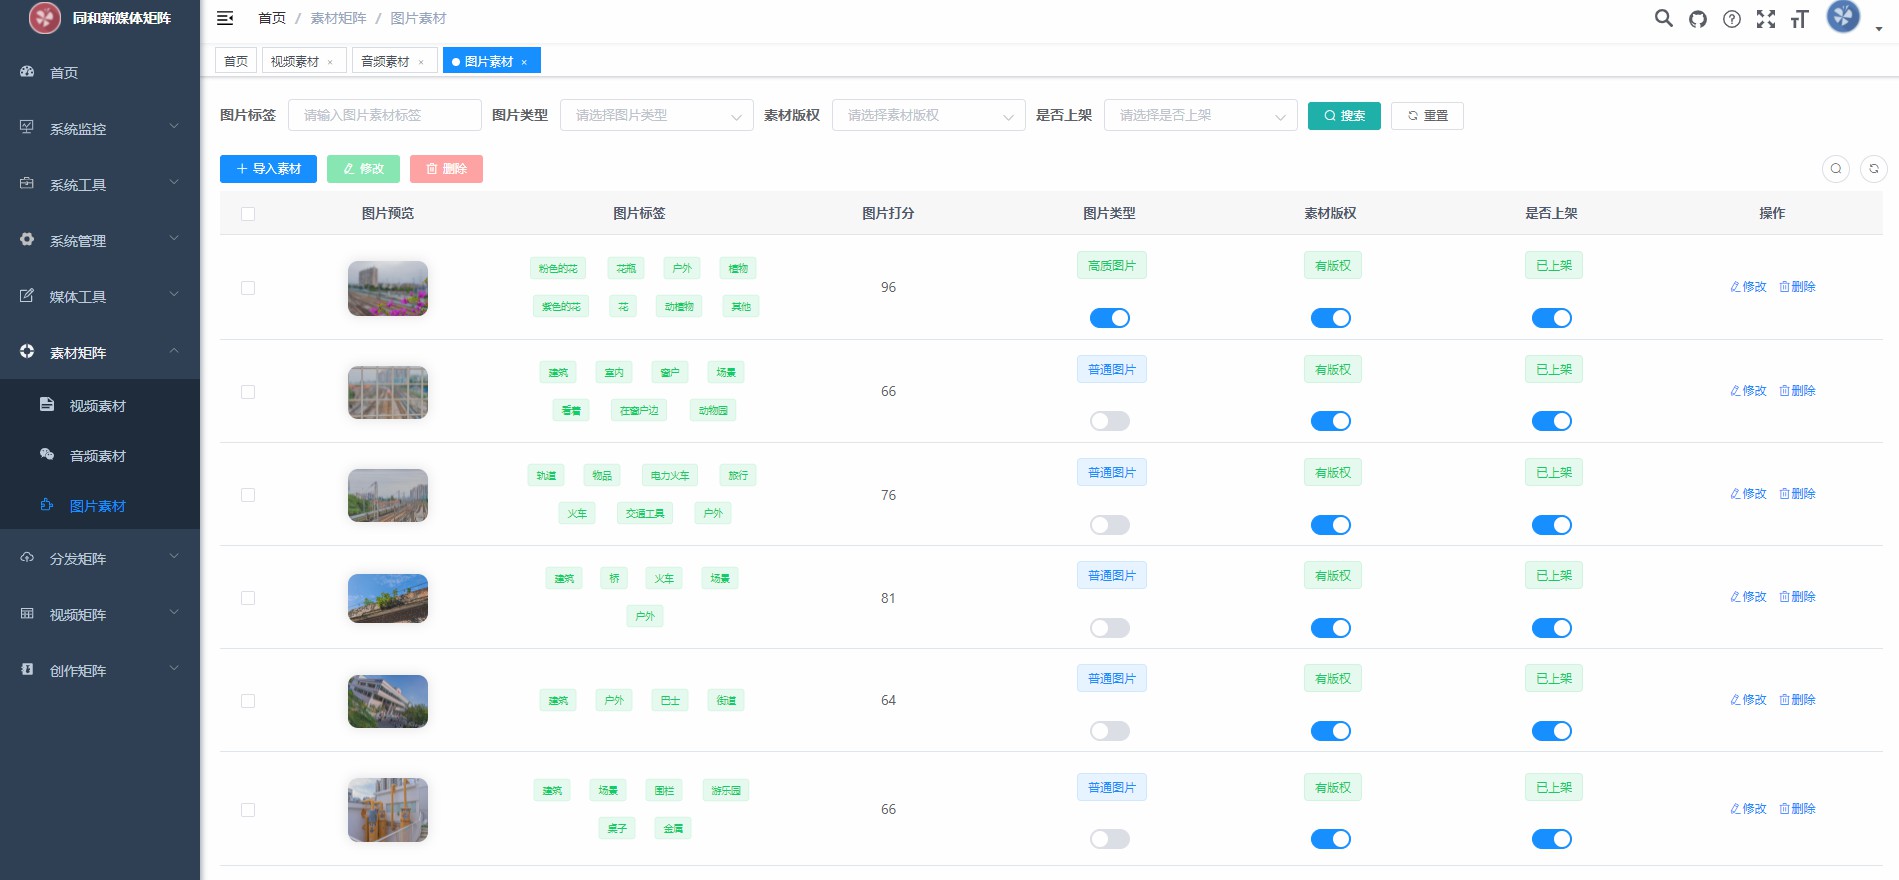 同和新媒体矩阵
首页 / 素材矩阵 / 图片素材
首页 视频素材 × 音频素材 × 图片素材 ×
首页
系统监控
系统工具
系统管理
媒体工具
素材矩阵
视频素材
音频素材
图片素材
分发矩阵
视频矩阵
创作矩阵
图片标签 请输入图片素材标签 图片类型 请选择图片类型 素材版权 请选择素材版权 是否上架 请选择是否上架 搜索 重置
导入素材 修改 删除
图片预览 图片标签 图片打分 图片类型 素材版权 是否上架 操作
粉色的花 花瓶 户外 植物 高质图片 有版权 已上架
96 修改 删除
紫色的花 花 动植物 其他
建筑 室内 窗户 场景 普通图片 有版权 已上架
66 修改 删除
看着 在窗户边 动物园
轨道 物品 电力火车 旅行 普通图片 有版权 已上架
76 修改 删除
火车 交通工具 户外
建筑 桥 火车 场景 普通图片 有版权 已上架
81 修改 删除
户外
普通图片 有版权 已上架
建筑 户外 巴士 街道 64 修改 删除
建筑 场景 围栏 游乐园 普通图片 有版权 已上架
66 修改 删除
桌子 金属